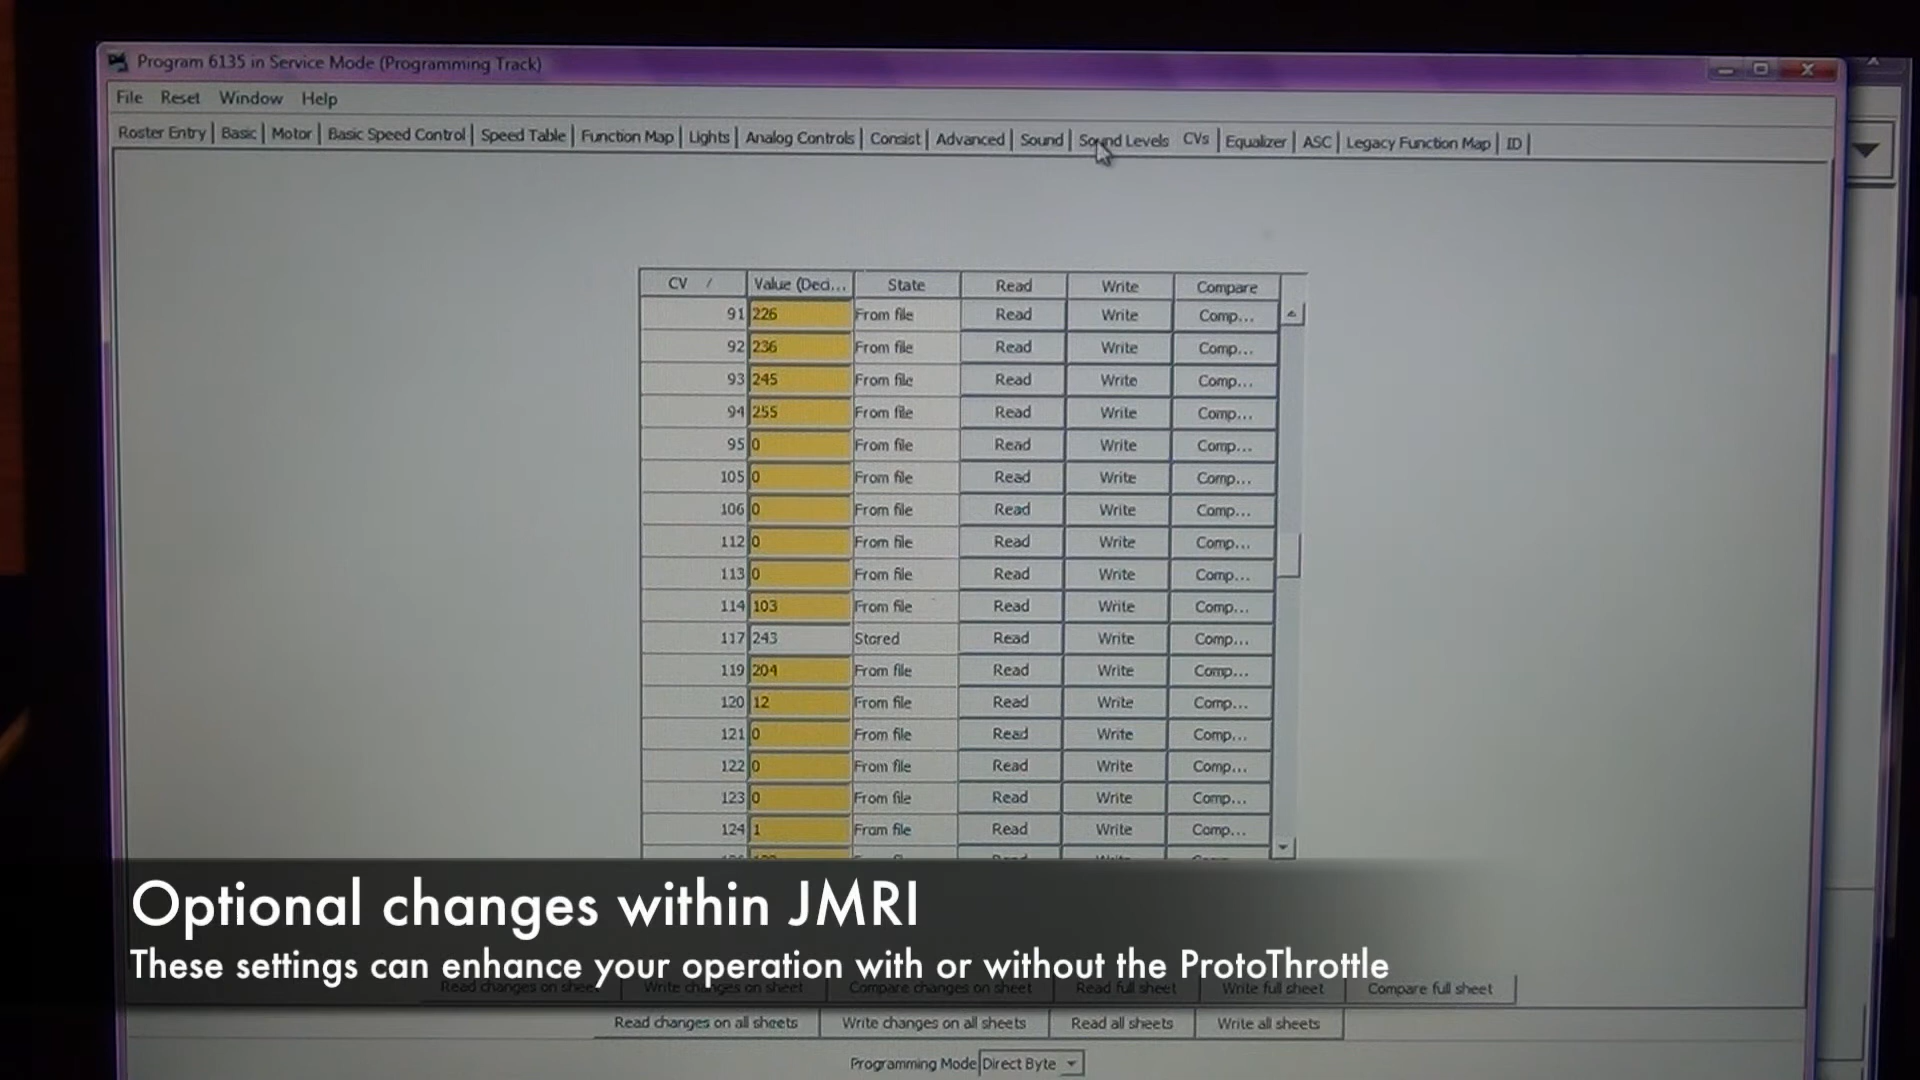 Program 6135 in Service Mode (Programming Track)
File Reset Window Help
Roster Entry Basic Motor Basic Speed Control Speed Table Function Map Lights Analog Controls Consist Advanced Sound Sound Levels CVs Equalizer ASC Legacy Function Map ID
CV / Value (Deci... State Read Write Compare
91 226 From file Read Write Comp...
92 236 From file Read Write Comp...
93 245 From file Read Write Comp...
94 255 From file Read Write Comp...
95 0 From file Read Write Comp...
105 0 From file Read Write Comp...
106 0 From file Read Write Comp...
112 0 From file Read Write Comp...
113 0 From file Read Write Comp...
114 103 From file Read Write Comp...
117 243 Stored Read Write Comp...
119 204 From file Read Write Comp...
120 12 From file Read Write Comp...
121 0 From file Read Write Comp...
122 0 From file Read Write Comp...
123 0 From file Read Write Comp...
124 1 From file Read Write Comp...
Optional changes within JMRI
These settings can enhance your operation with or without the ProtoThrottle
Read changes on sheet Write changes on sheet Compare changes on sheet Read full sheet Write full sheet Compare full sheet
Read changes on all sheets Write changes on all sheets Read all sheets Write all sheets
Programming Mode Direct Byte